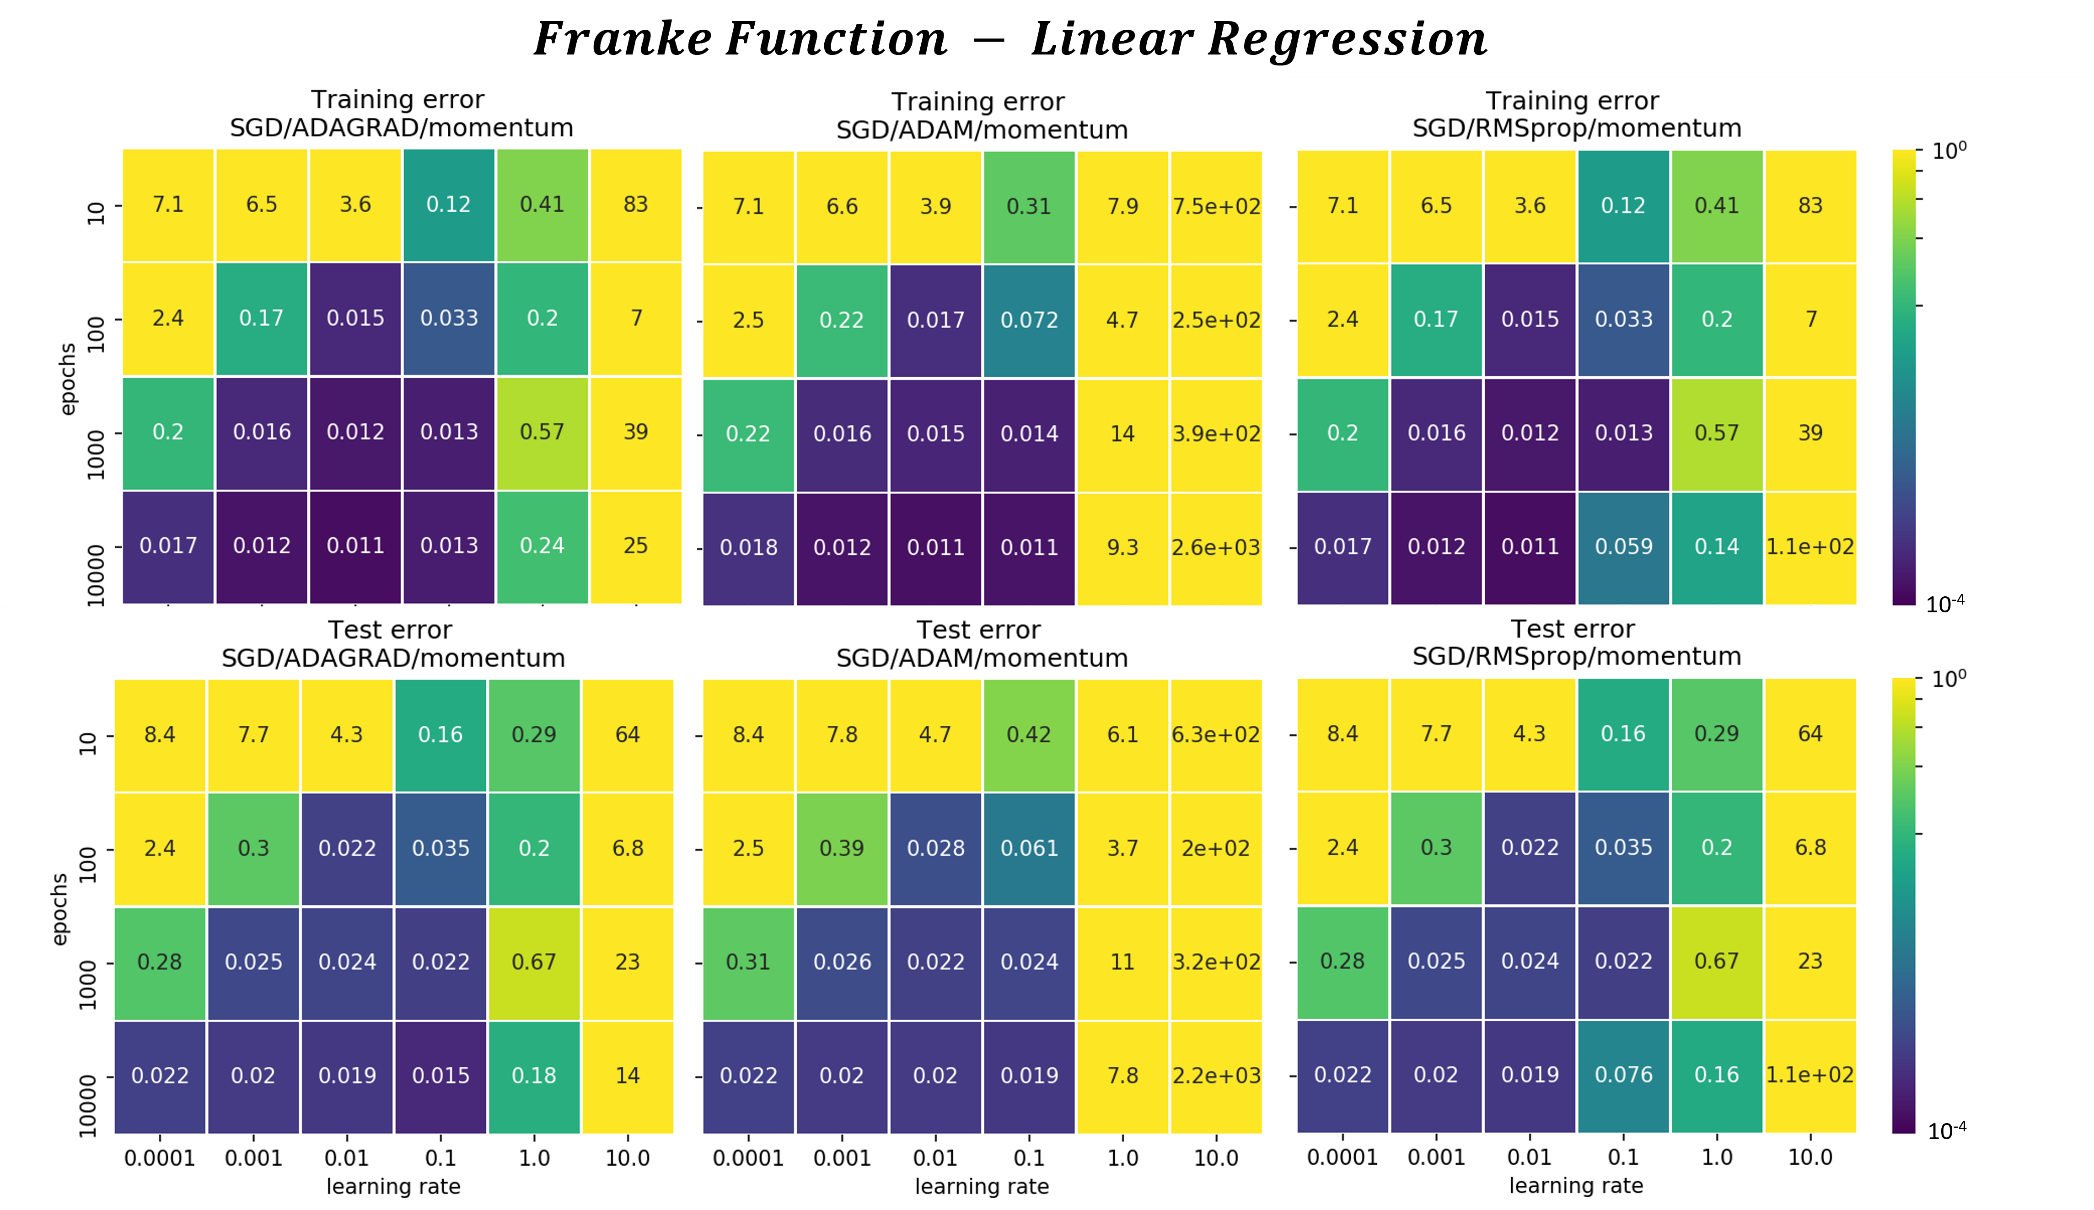 Franke Function − Linear Regression
Training error
SGD/ADAGRAD/momentum
epochs
10 7.1 6.5 3.6 0.12 0.41 83
100 2.4 0.17 0.015 0.033 0.2 7
1000 0.2 0.016 0.012 0.013 0.57 39
10000 0.017 0.012 0.011 0.013 0.24 25
Training error
SGD/ADAM/momentum
7.1 6.6 3.9 0.31 7.9 7.5e+02
2.5 0.22 0.017 0.072 4.7 2.5e+02
0.22 0.016 0.015 0.014 14 3.9e+02
0.018 0.012 0.011 0.011 9.3 2.6e+03
Training error
SGD/RMSprop/momentum
7.1 6.5 3.6 0.12 0.41 83
2.4 0.17 0.015 0.033 0.2 7
0.2 0.016 0.012 0.013 0.57 39
0.017 0.012 0.011 0.059 0.14 1.1e+02
10⁰
10⁻⁴
Test error
SGD/ADAGRAD/momentum
epochs
10 8.4 7.7 4.3 0.16 0.29 64
100 2.4 0.3 0.022 0.035 0.2 6.8
1000 0.28 0.025 0.024 0.022 0.67 23
10000 0.022 0.02 0.019 0.015 0.18 14
0.0001 0.001 0.01 0.1 1.0 10.0
learning rate
Test error
SGD/ADAM/momentum
8.4 7.8 4.7 0.42 6.1 6.3e+02
2.5 0.39 0.028 0.061 3.7 2e+02
0.31 0.026 0.022 0.024 11 3.2e+02
0.022 0.02 0.02 0.019 7.8 2.2e+03
0.0001 0.001 0.01 0.1 1.0 10.0
learning rate
Test error
SGD/RMSprop/momentum
8.4 7.7 4.3 0.16 0.29 64
2.4 0.3 0.022 0.035 0.2 6.8
0.28 0.025 0.024 0.022 0.67 23
0.022 0.02 0.019 0.076 0.16 1.1e+02
0.0001 0.001 0.01 0.1 1.0 10.0
learning rate
10⁰
10⁻⁴